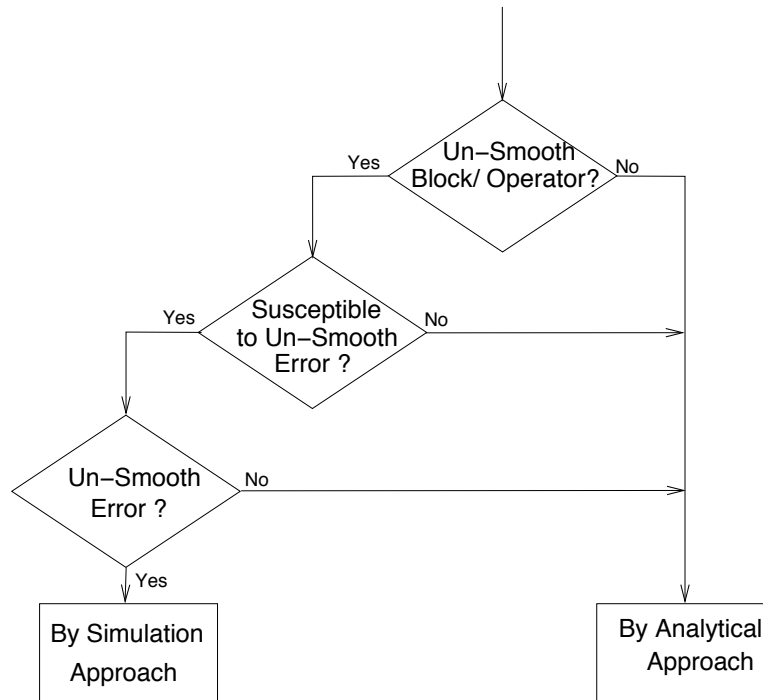 Un−Smooth
Block/ Operator?
Yes
No
Susceptible
to Un−Smooth
Error ?
Yes
No
Un−Smooth
Error ?
No
Yes
By Simulation
Approach
By Analytical
Approach